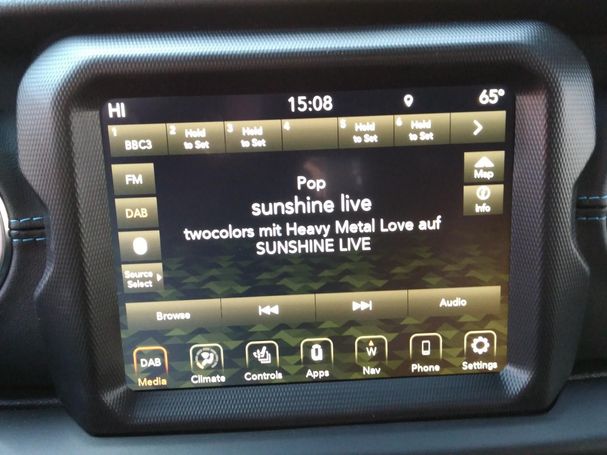 HI 15:08 65°
1 BBC3 2 Hold to Set 3 Hold to Set 4 5 Hold to Set 6 Hold to Set
FM
DAB
Source Select
Map
Info
Pop
sunshine live
twocolors mit Heavy Metal Love auf
SUNSHINE LIVE
Browse Audio
DAB W
Media Climate Controls Apps Nav Phone Settings